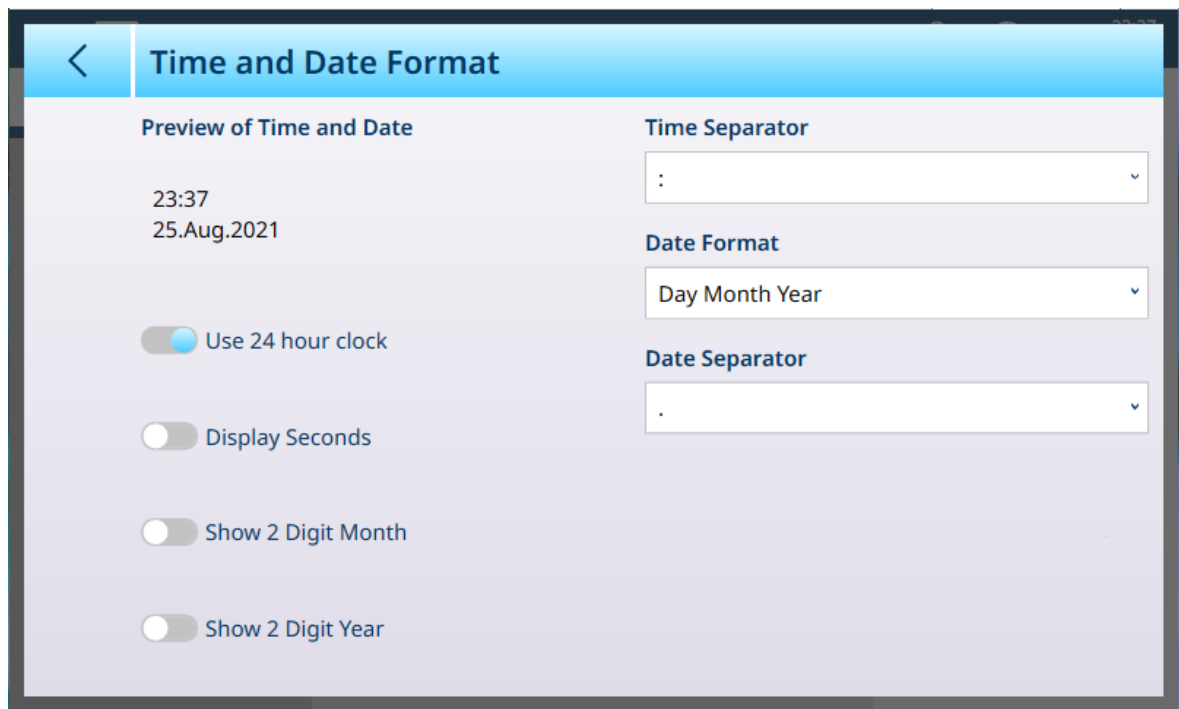 Time and Date Format
Preview of Time and Date
23:37
25.Aug.2021
Use 24 hour clock
Display Seconds
Show 2 Digit Month
Show 2 Digit Year
Time Separator
:
Date Format
Day Month Year
Date Separator
.